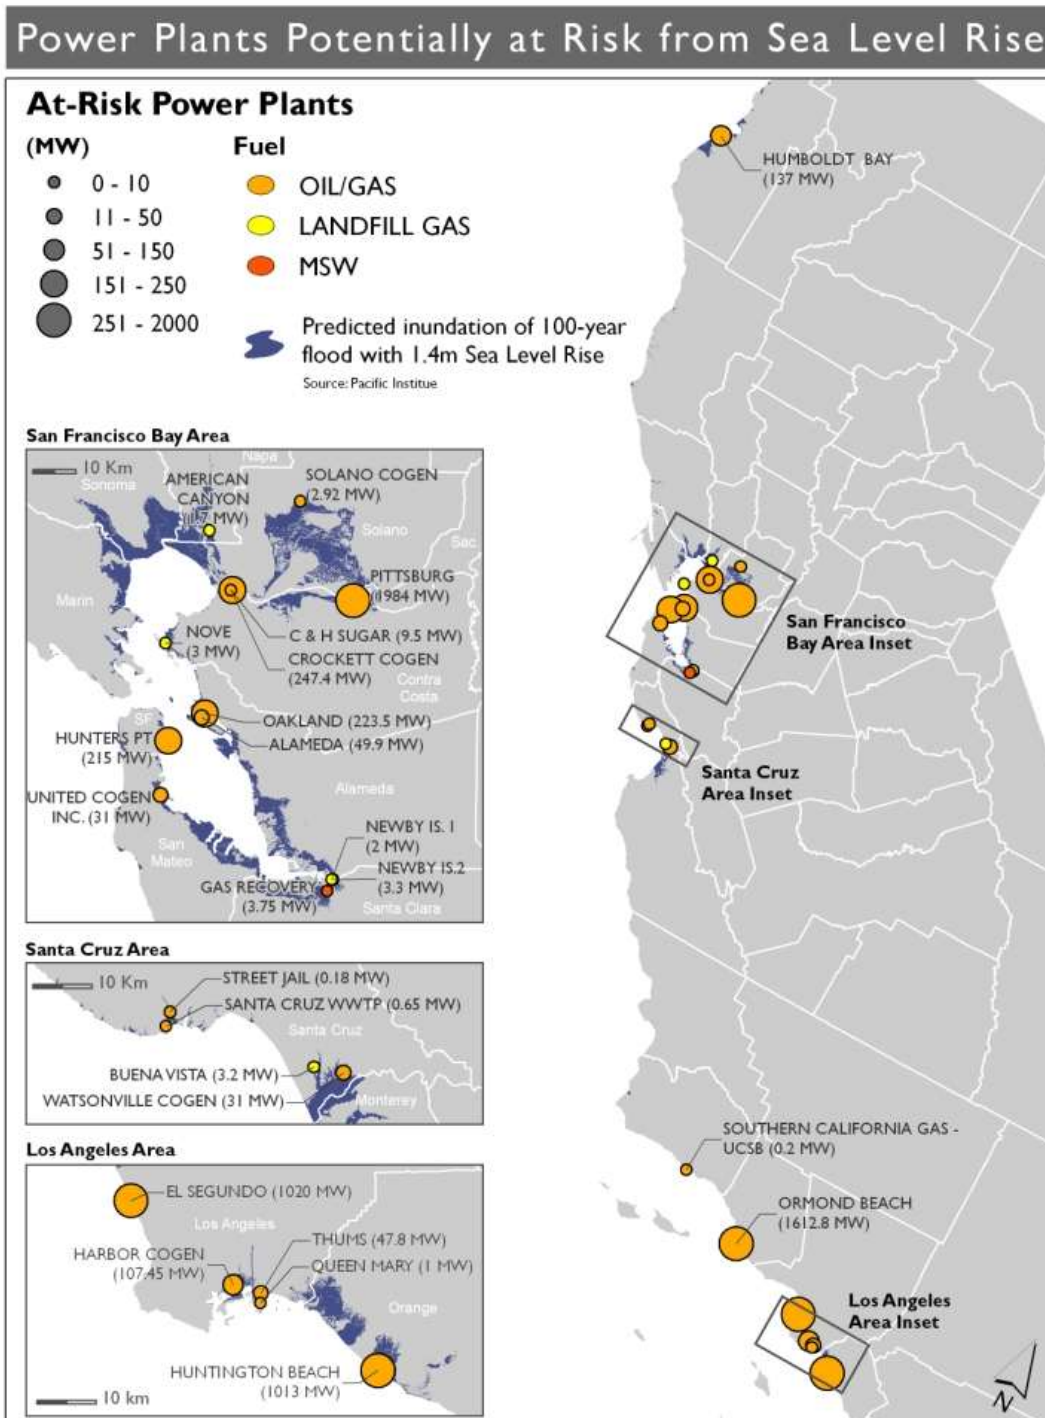 Power Plants Potentially at Risk from Sea Level Rise
At-Risk Power Plants
(MW)
0 - 10
11 - 50
51 - 150
151 - 250
251 - 2000
Fuel
OIL/GAS
LANDFILL GAS
MSW
Predicted inundation of 100-year
flood with 1.4m Sea Level Rise
Source: Pacific Institue
HUMBOLDT BAY
(137 MW)
San Francisco Bay Area
10 Km
Napa
Sonoma
AMERICAN
CANYON
(1.7 MW)
SOLANO COGEN
(2.92 MW)
Solano
Sac
Marin
PITTSBURG
(1984 MW)
NOVE
(3 MW)
C & H SUGAR (9.5 MW)
CROCKETT COGEN
(247.4 MW)
Contra
Costa
SF
OAKLAND (223.5 MW)
ALAMEDA (49.9 MW)
HUNTERS PT
(215 MW)
Alameda
UNITED COGEN
INC. (31 MW)
San
Mateo
NEWBY IS. 1
(2 MW)
NEWBY IS.2
(3.3 MW)
GAS RECOVERY
(3.75 MW)
Santa Clara
San Francisco
Bay Area Inset
Santa Cruz
Area Inset
Santa Cruz Area
10 Km
STREET JAIL (0.18 MW)
SANTA CRUZ WWTP (0.65 MW)
Santa Cruz
BUENA VISTA (3.2 MW)
WATSONVILLE COGEN (31 MW)
Monterey
Los Angeles Area
EL SEGUNDO (1020 MW)
Los Angeles
HARBOR COGEN
(107.45 MW)
THUMS (47.8 MW)
QUEEN MARY (1 MW)
Orange
HUNTINGTON BEACH
(1013 MW)
10 km
SOUTHERN CALIFORNIA GAS -
UCSB (0.2 MW)
ORMOND BEACH
(1612.8 MW)
Los Angeles
Area Inset
N